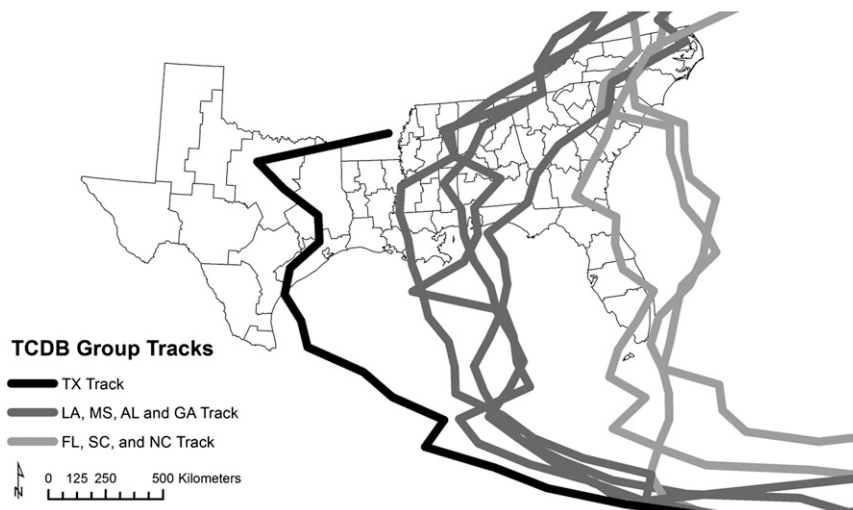 TCDB Group Tracks
TX Track
LA, MS, AL and GA Track
FL, SC, and NC Track
N
0 125 250 500 Kilometers